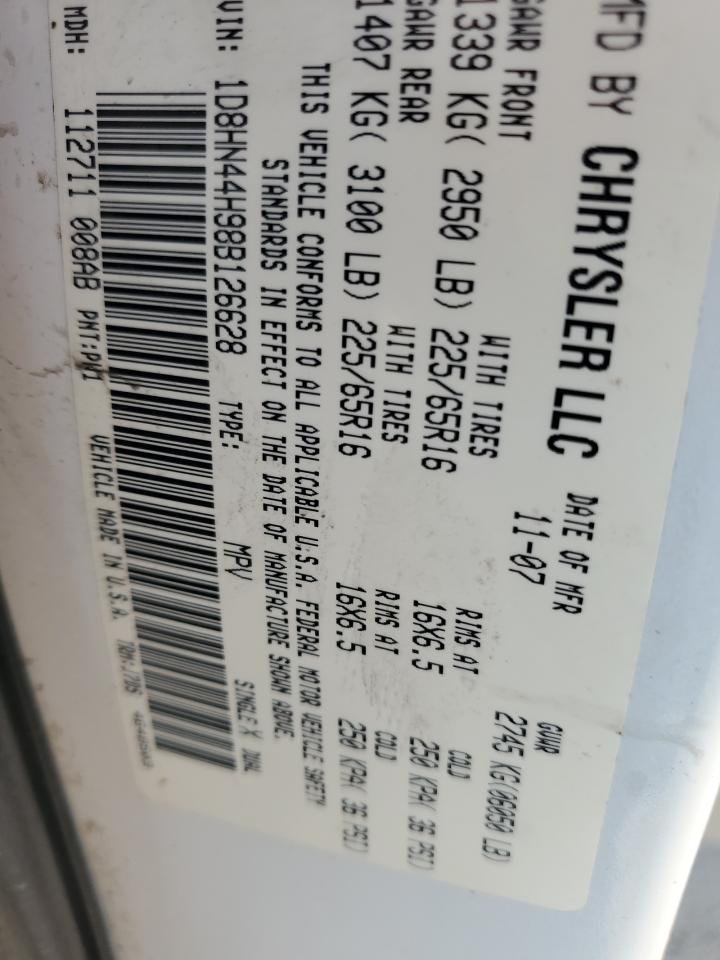 MFD BY CHRYSLER LLC
DATE OF MFR
11-07
GVWR
2745 KG(06050 LB)
GAWR FRONT
WITH TIRES
RIMS AT
COLD
1339 KG( 2950 LB) 225/65R16
16X6.5
250 KPA( 36 PSI)
GAWR REAR
WITH TIRES
RIMS AT
COLD
1407 KG( 3100 LB) 225/65R16
16X6.5
250 KPA( 36 PSI)
THIS VEHICLE CONFORMS TO ALL APPLICABLE U.S.A. FEDERAL MOTOR VEHICLE SAFETY
STANDARDS IN EFFECT ON THE DATE OF MANUFACTURE SHOWN ABOVE.
VIN: 1D8HN44H98B126628 TYPE: MPV SINGLE X DUAL
MDH: 112711 008AB PNT:PW1
VEHICLE MADE IN U.S.A.